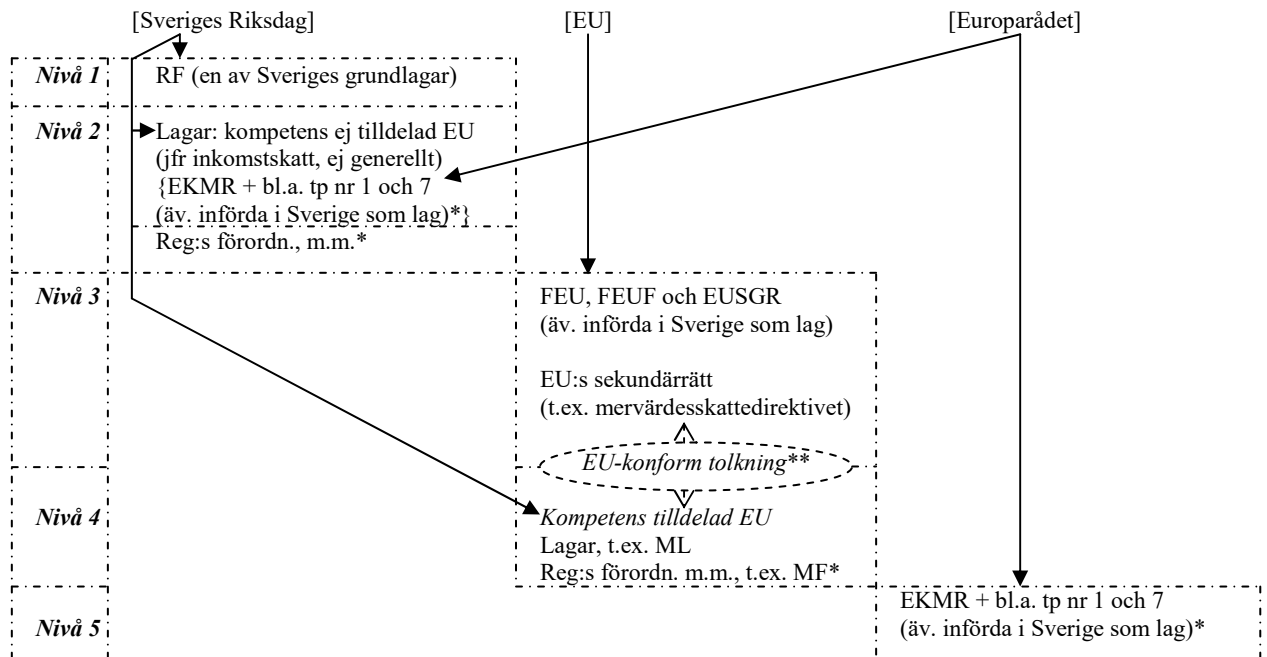 [Sveriges Riksdag] [EU] [Europarådet]
Nivå 1 RF (en av Sveriges grundlagar)
Nivå 2 Lagar: kompetens ej tilldelad EU
(jfr inkomstskatt, ej generellt)
{EKMR + bl.a. tp nr 1 och 7
(äv. införda i Sverige som lag)*}
Reg:s förordn., m.m.*
Nivå 3 FEU, FEUF och EUSGR
(äv. införda i Sverige som lag)
EU:s sekundärrätt
(t.ex. mervärdesskattedirektivet)
EU-konform tolkning**
Nivå 4 Kompetens tilldelad EU
Lagar, t.ex. ML
Reg:s förordn. m.m., t.ex. MF*
EKMR + bl.a. tp nr 1 och 7
Nivå 5 (äv. införda i Sverige som lag)*